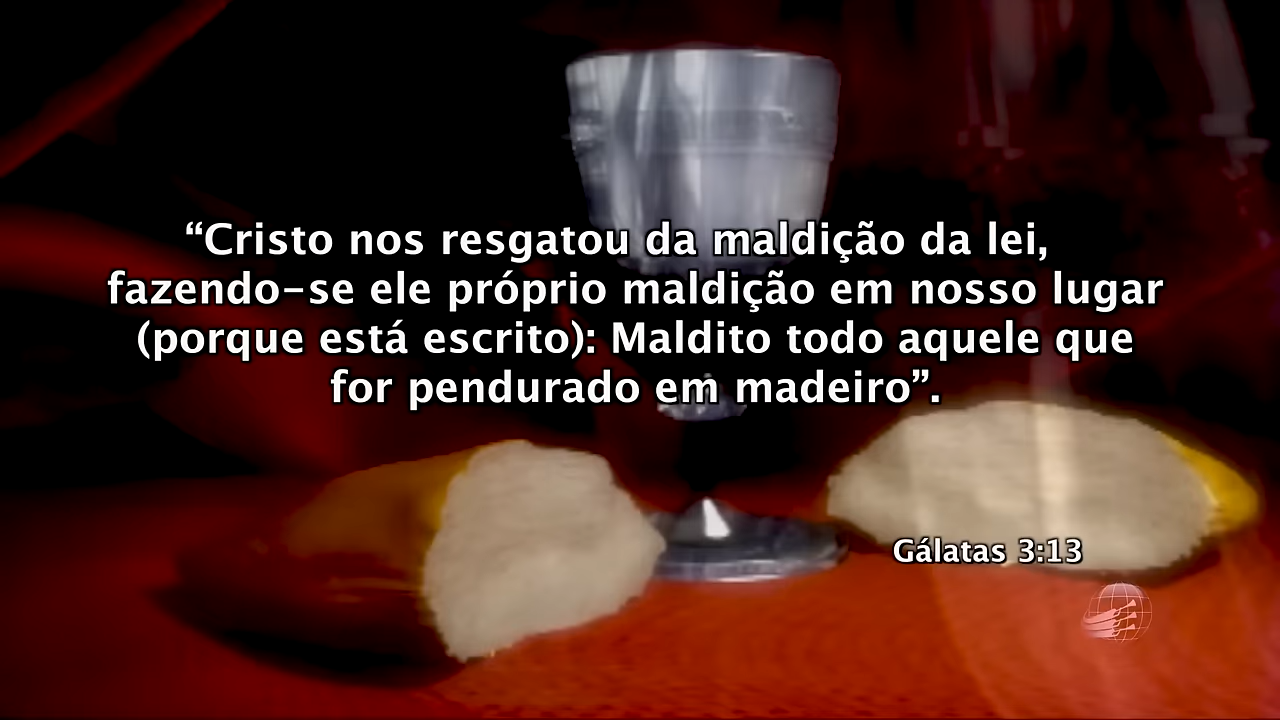 “Cristo nos resgatou da maldição da lei,
fazendo-se ele próprio maldição em nosso lugar
(porque está escrito): Maldito todo aquele que
for pendurado em madeiro”.
Gálatas 3:13